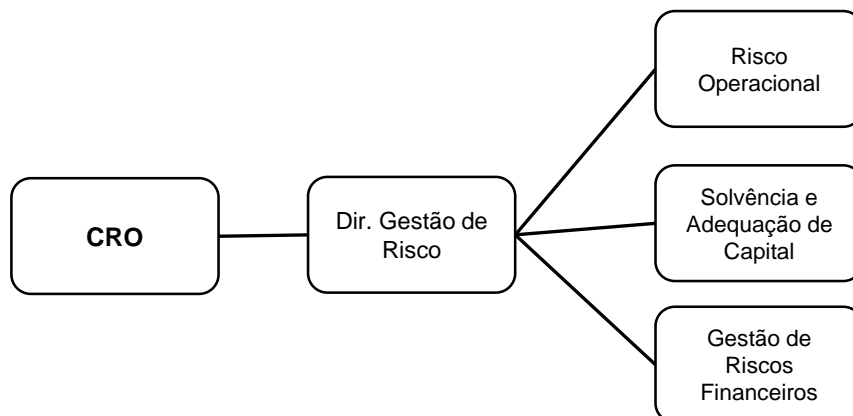 CRO
Dir. Gestão de
Risco
Risco
Operacional
Solvência e
Adequação de
Capital
Gestão de
Riscos
Financeiros